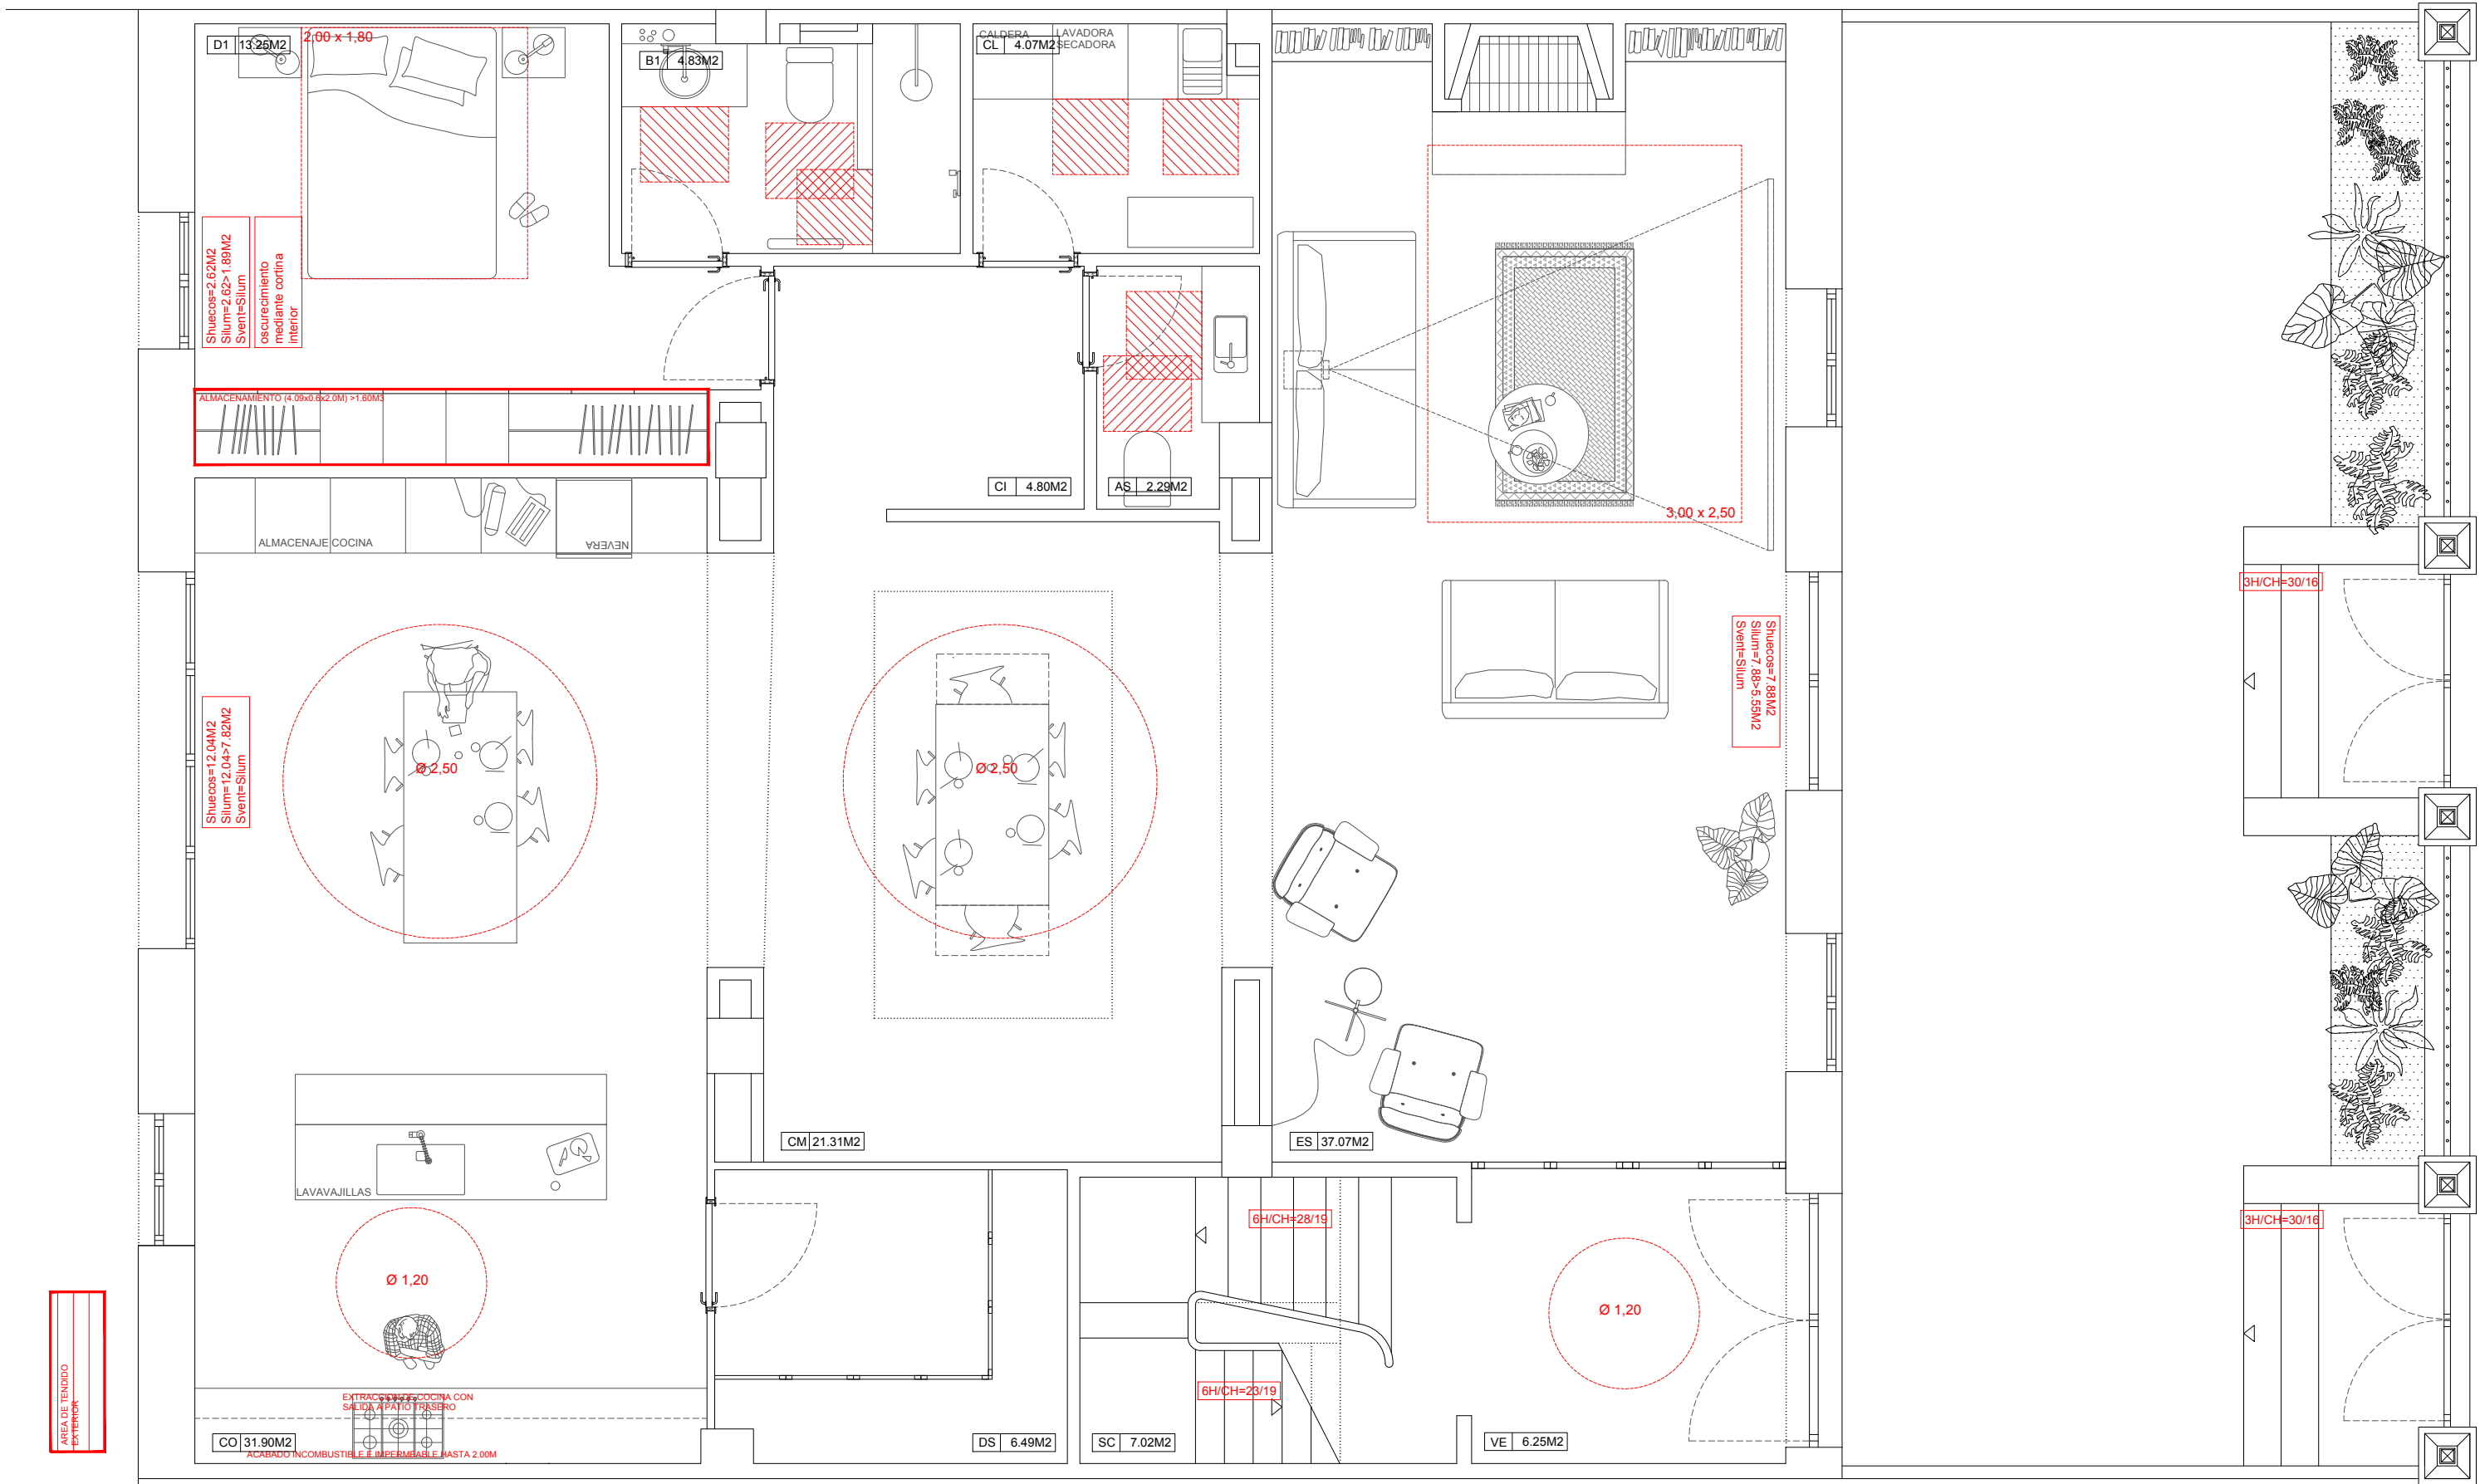 D1 13.25M2
2,00 x 1,80
B1 4.83M2
CALDERA
CL 4.07M2
LAVADORA
SECADORA
Shuecos=2.62M2
Silum=2.62>1.89M2
Svent=Silum
oscurecimiento
mediante cortina
interior
ALMACENAMIENTO (4.09x0.6x2.0M) >1.60M3
CI 4.80M2
AS 2.29M2
3,00 x 2,50
ALMACENAJE COCINA
NEVERA
3H/CH=30/16
Shuecos=7.88M2
Silum=7.88>5.55M2
Svent=Silum
Shuecos=12.04M2
Silum=12.04>7.82M2
Svent=Silum
Ø 2,50
Ø 2,50
CM 21.31M2
ES 37.07M2
LAVAVAJILLAS
6H/CH=28/19
3H/CH=30/16
Ø 1,20
Ø 1,20
AREA DE TENDIDO
EXTERIOR
6H/CH=23/19
EXTRACCION DE COCINA CON
SALIDA A PATIO TRASERO
CO 31.90M2
DS 6.49M2
SC 7.02M2
VE 6.25M2
ACABADO INCOMBUSTIBLE E IMPERMEABLE HASTA 2.00M